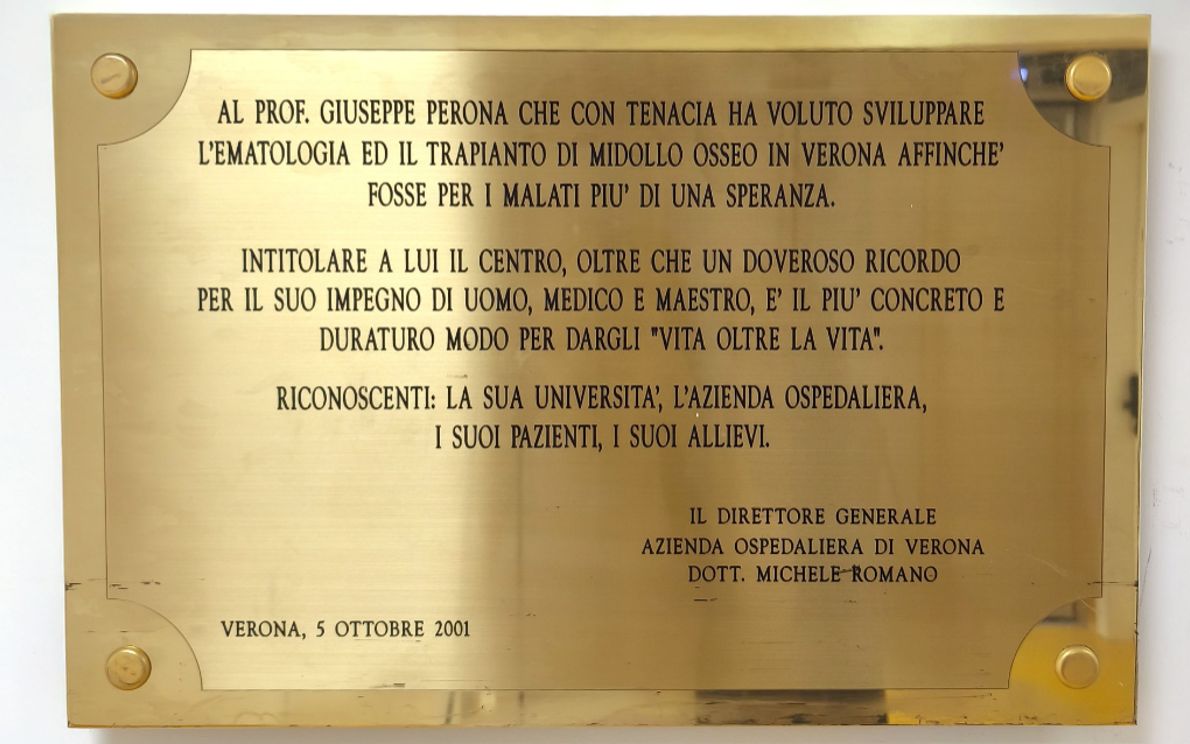 AL PROF. GIUSEPPE PERONA CHE CON TENACIA HA VOLUTO SVILUPPARE
L'EMATOLOGIA ED IL TRAPIANTO DI MIDOLLO OSSEO IN VERONA AFFINCHE'
FOSSE PER I MALATI PIU' DI UNA SPERANZA.
INTITOLARE A LUI IL CENTRO, OLTRE CHE UN DOVEROSO RICORDO
PER IL SUO IMPEGNO DI UOMO, MEDICO E MAESTRO, E' IL PIU' CONCRETO E
DURATURO MODO PER DARGLI "VITA OLTRE LA VITA".
RICONOSCENTI: LA SUA UNIVERSITA', L'AZIENDA OSPEDALIERA,
I SUOI PAZIENTI, I SUOI ALLIEVI.
IL DIRETTORE GENERALE
AZIENDA OSPEDALIERA DI VERONA
DOTT. MICHELE ROMANO
VERONA, 5 OTTOBRE 2001